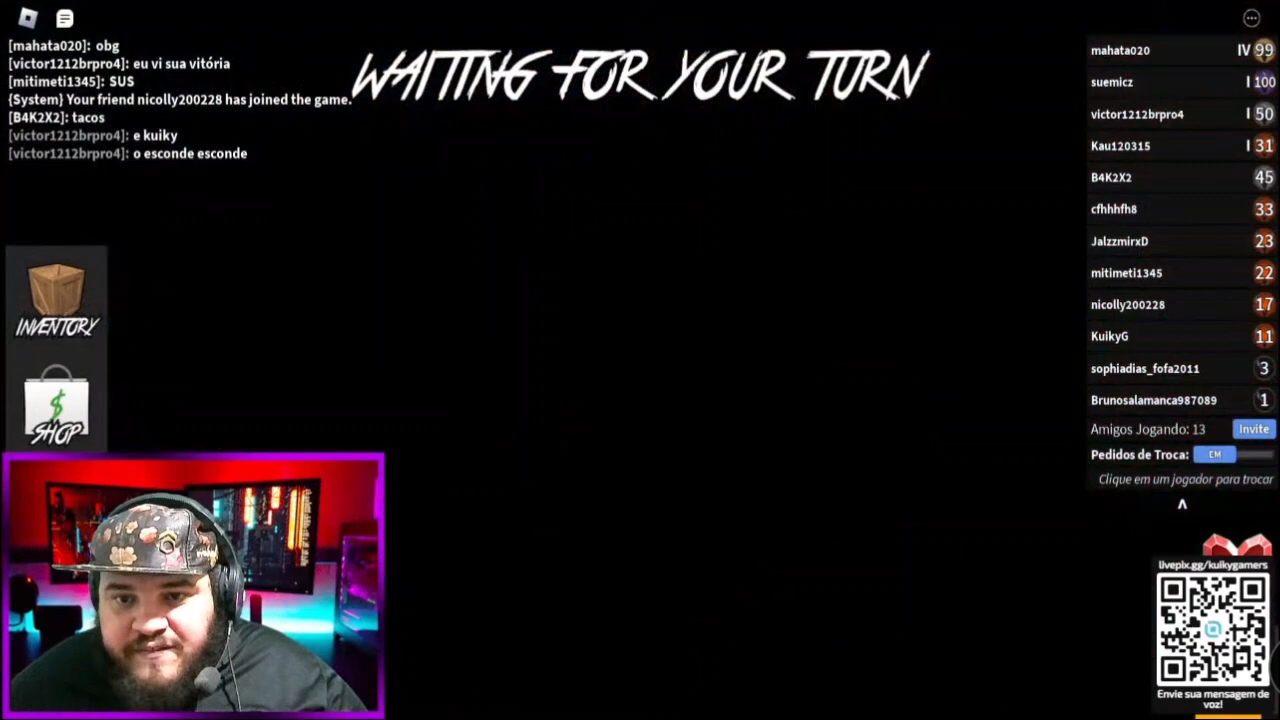 [mahata020]: obg
[victor1212brpro4]: eu vi sua vitória
[mitimeti1345]: SUS
{System} Your friend nicolly200228 has joined the game.
[B4K2X2]: tacos
[victor1212brpro4]: e kuiky
[victor1212brpro4]: o esconde esconde
WAITING FOR YOUR TURN
INVENTORY
$
SHOP
mahata020 IV 99
suemicz I 100
victor1212brpro4 I 50
Kau120315 I 31
B4K2X2 45
cfhhhfh8 33
JalzzmirxD 23
mitimeti1345 22
nicolly200228 17
KuikyG 11
sophiadias_fofa2011 3
Brunosalamanca987089 1
Amigos Jogando: 13 Invite
Pedidos de Troca: EM
Clique em um jogador para trocar
livepix.gg/kuikygamers
Envie sua mensagem de
voz!